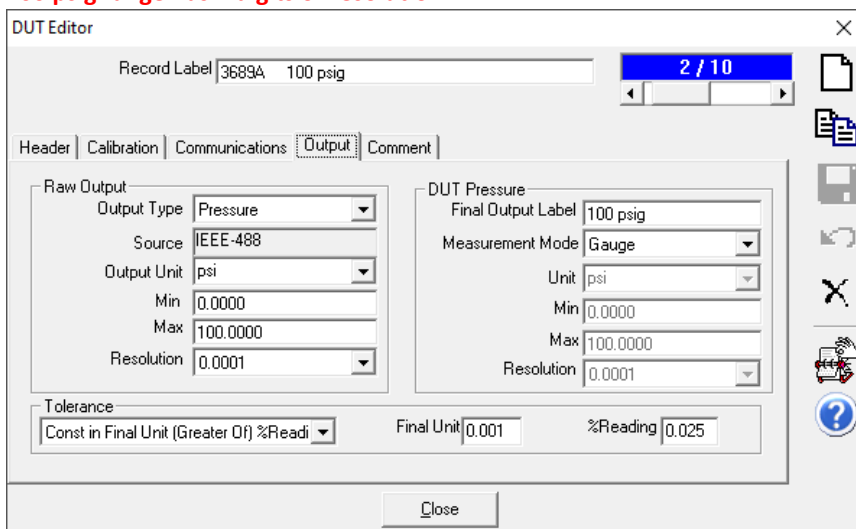 DUT Editor
Record Label 3689A 100 psig
2 / 10
Header Calibration Communications Output Comment
Raw Output
Output Type Pressure
Source IEEE-488
Output Unit psi
Min 0.0000
Max 100.0000
Resolution 0.0001
DUT Pressure
Final Output Label 100 psig
Measurement Mode Gauge
Unit psi
Min 0.0000
Max 100.0000
Resolution 0.0001
Tolerance
Const in Final Unit (Greater Of) %Readi
Final Unit 0.001
%Reading 0.025
Close